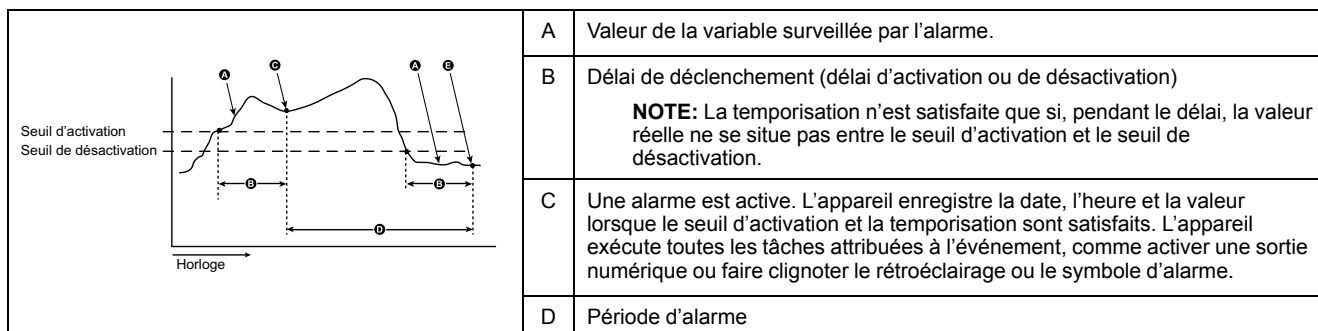 A
C
A
E
Seuil d'activation
Seuil de désactivation
B
B
D
Horloge
A Valeur de la variable surveillée par l'alarme.
B Délai de déclenchement (délai d'activation ou de désactivation)
NOTE: La temporisation n'est satisfaite que si, pendant le délai, la valeur
réelle ne se situe pas entre le seuil d'activation et le seuil de
désactivation.
C Une alarme est active. L'appareil enregistre la date, l'heure et la valeur
lorsque le seuil d'activation et la temporisation sont satisfaits. L'appareil
exécute toutes les tâches attribuées à l'événement, comme activer une sortie
numérique ou faire clignoter le rétroéclairage ou le symbole d'alarme.
D Période d'alarme